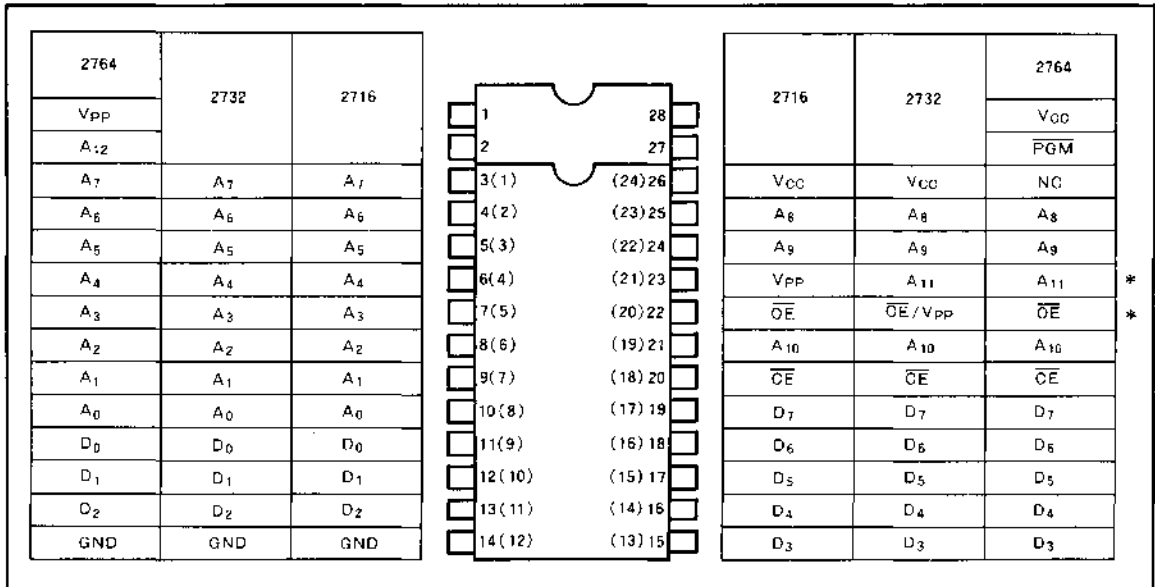 2764 2732 2716 2716 2732 2764
VPP 1 28 VCC
A12 2 27 PGM
A7 A7 A7 3(1) (24)26 VCC VCC NC
A6 A6 A6 4(2) (23)25 A8 A8 A8
A5 A5 A5 5(3) (22)24 A9 A9 A9
A4 A4 A4 6(4) (21)23 VPP A11 A11 *
A3 A3 A3 7(5) (20)22 OE OE/VPP OE *
A2 A2 A2 8(6) (19)21 A10 A10 A10
A1 A1 A1 9(7) (18)20 CE CE CE
A0 A0 A0 10(8) (17)19 D7 D7 D7
D0 D0 D0 11(9) (16)18 D6 D6 D6
D1 D1 D1 12(10) (15)17 D5 D5 D5
D2 D2 D2 13(11) (14)16 D4 D4 D4
GND GND GND 14(12) (13)15 D3 D3 D3